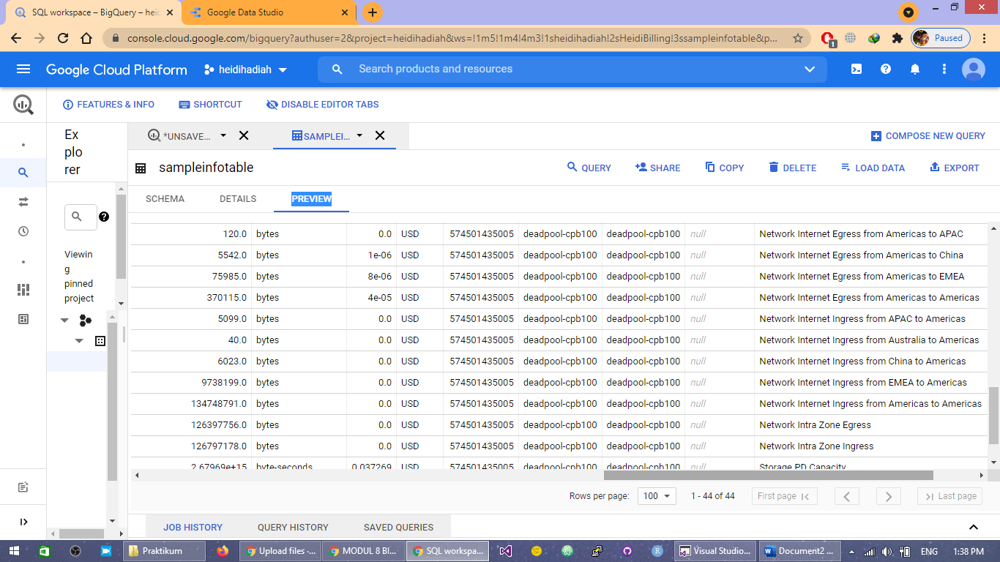 SQL workspace – BigQuery – heic
Google Data Studio
console.cloud.google.com/bigquery?authuser=2&project=heidihadiah&ws=!1m5!1m4!4m3!1sheidihadiah!2sHeidiBilling!3ssampleinfotable&p...
1
Paused
Google Cloud Platform
heidihadiah
Search products and resources
FEATURES & INFO
SHORTCUT
DISABLE EDITOR TABS
Ex
plo
rer
Viewin
g
pinned
project
*UNSAVE...
SAMPLEI...
COMPOSE NEW QUERY
sampleinfotable
QUERY
SHARE
COPY
DELETE
LOAD DATA
EXPORT
SCHEMA
DETAILS
PREVIEW
120.0 bytes 0.0 USD 574501435005 deadpool-cpb100 deadpool-cpb100 null Network Internet Egress from Americas to APAC
5542.0 bytes 1e-06 USD 574501435005 deadpool-cpb100 deadpool-cpb100 null Network Internet Egress from Americas to China
75985.0 bytes 8e-06 USD 574501435005 deadpool-cpb100 deadpool-cpb100 null Network Internet Egress from Americas to EMEA
370115.0 bytes 4e-05 USD 574501435005 deadpool-cpb100 deadpool-cpb100 null Network Internet Egress from Americas to Americas
5099.0 bytes 0.0 USD 574501435005 deadpool-cpb100 deadpool-cpb100 null Network Internet Ingress from APAC to Americas
40.0 bytes 0.0 USD 574501435005 deadpool-cpb100 deadpool-cpb100 null Network Internet Ingress from Australia to Americas
6023.0 bytes 0.0 USD 574501435005 deadpool-cpb100 deadpool-cpb100 null Network Internet Ingress from China to Americas
9738199.0 bytes 0.0 USD 574501435005 deadpool-cpb100 deadpool-cpb100 null Network Internet Ingress from EMEA to Americas
134748791.0 bytes 0.0 USD 574501435005 deadpool-cpb100 deadpool-cpb100 null Network Internet Ingress from Americas to Americas
126397756.0 bytes 0.0 USD 574501435005 deadpool-cpb100 deadpool-cpb100 null Network Intra Zone Egress
126797178.0 bytes 0.0 USD 574501435005 deadpool-cpb100 deadpool-cpb100 null Network Intra Zone Ingress
2.67969e+15 byte-seconds 0.037269 USD 574501435005 deadpool-cpb100 deadpool-cpb100 null Storage PD Capacity
Rows per page: 100 1 - 44 of 44 First page Last page
JOB HISTORY
QUERY HISTORY
SAVED QUERIES
Praktikum
Upload files ·...
MODUL 8 BI...
SQL workspa...
R
Visual Studio...
Document2 ...
ENG
1:38 PM